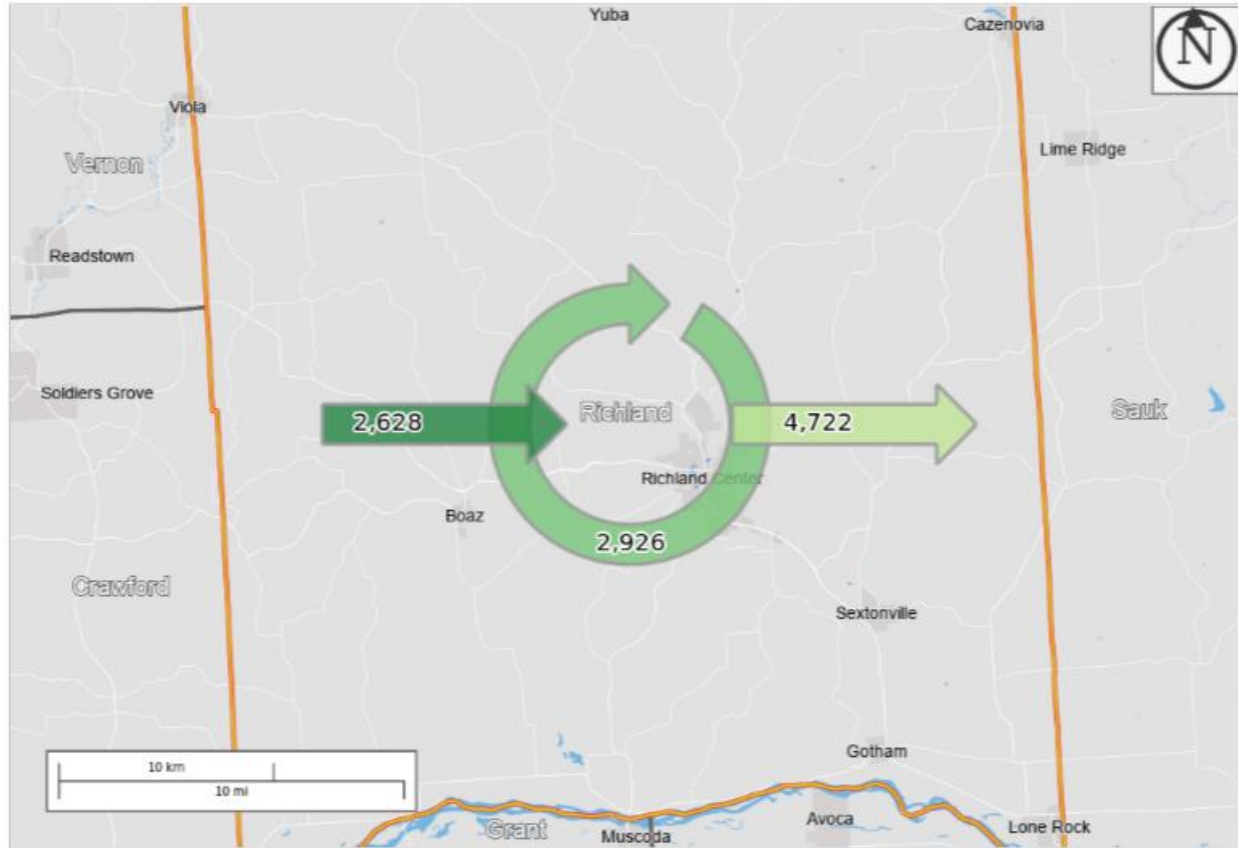 Yuba
Cazenovia
N
Viola
Lime Ridge
Vernon
Readstown
Soldiers Grove
2,628
Richland
4,722
Sauk
Richland Center
Boaz
2,926
Crawford
Sextonville
Gotham
10 km
10 mi
Avoca
Grant
Muscoda
Lone Rock